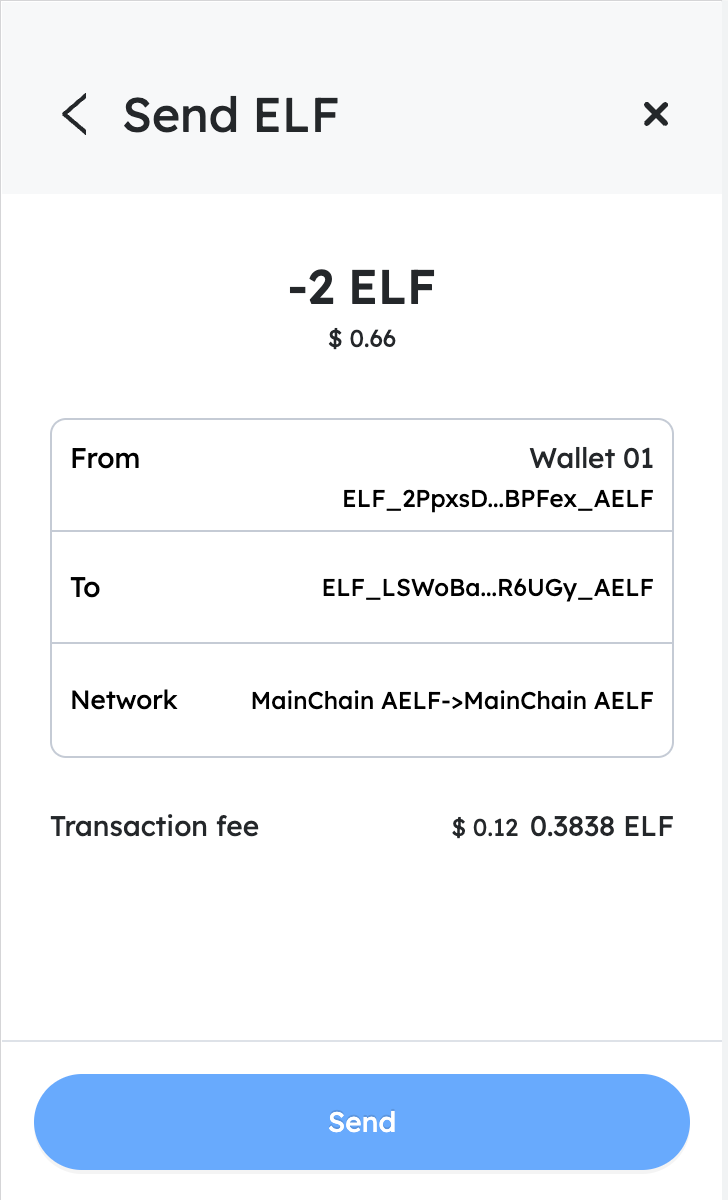 Send ELF
-2 ELF
$ 0.66
From Wallet 01
ELF_2PpxsD...BPFex_AELF
To ELF_LSWoBa...R6UGy_AELF
Network MainChain AELF->MainChain AELF
Transaction fee $ 0.12 0.3838 ELF
Send